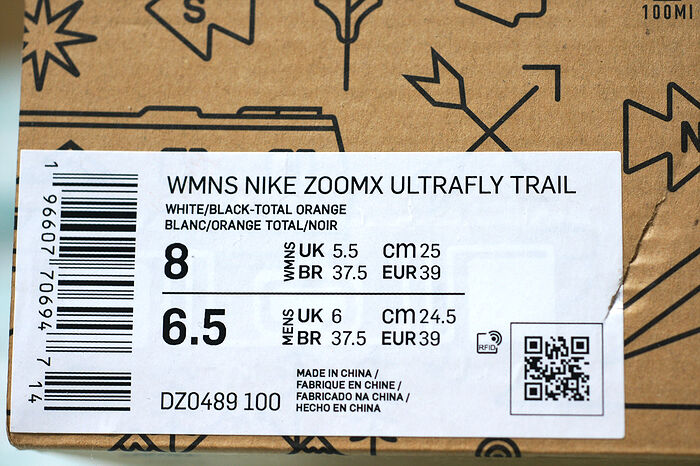 100MI
N
WMNS NIKE ZOOMX ULTRAFLY TRAIL
WHITE/BLACK-TOTAL ORANGE
BLANC/ORANGE TOTAL/NOIR
8 WMNS UK 5.5 cm 25
BR 37.5 EUR 39
6.5 MENS UK 6 cm 24.5
BR 37.5 EUR 39
RFID
MADE IN CHINA /
FABRIQUE EN CHINE /
FABRICADO NA CHINA /
HECHO EN CHINA
DZ0489 100
1 96607 70694 7 14